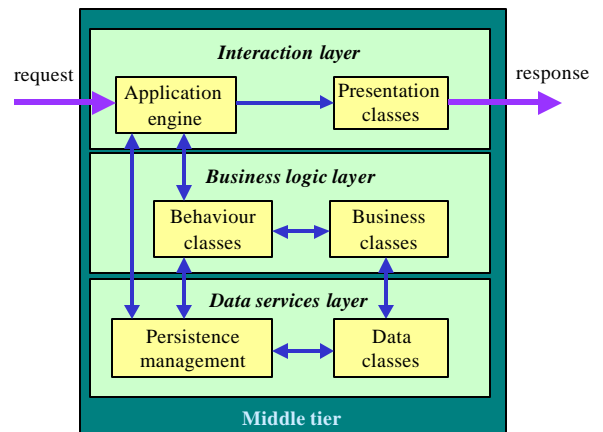 Interaction layer
request
response
Application
engine
Presentation
classes
Business logic layer
Behaviour
classes
Business
classes
Data services layer
Persistence
management
Data
classes
Middle tier